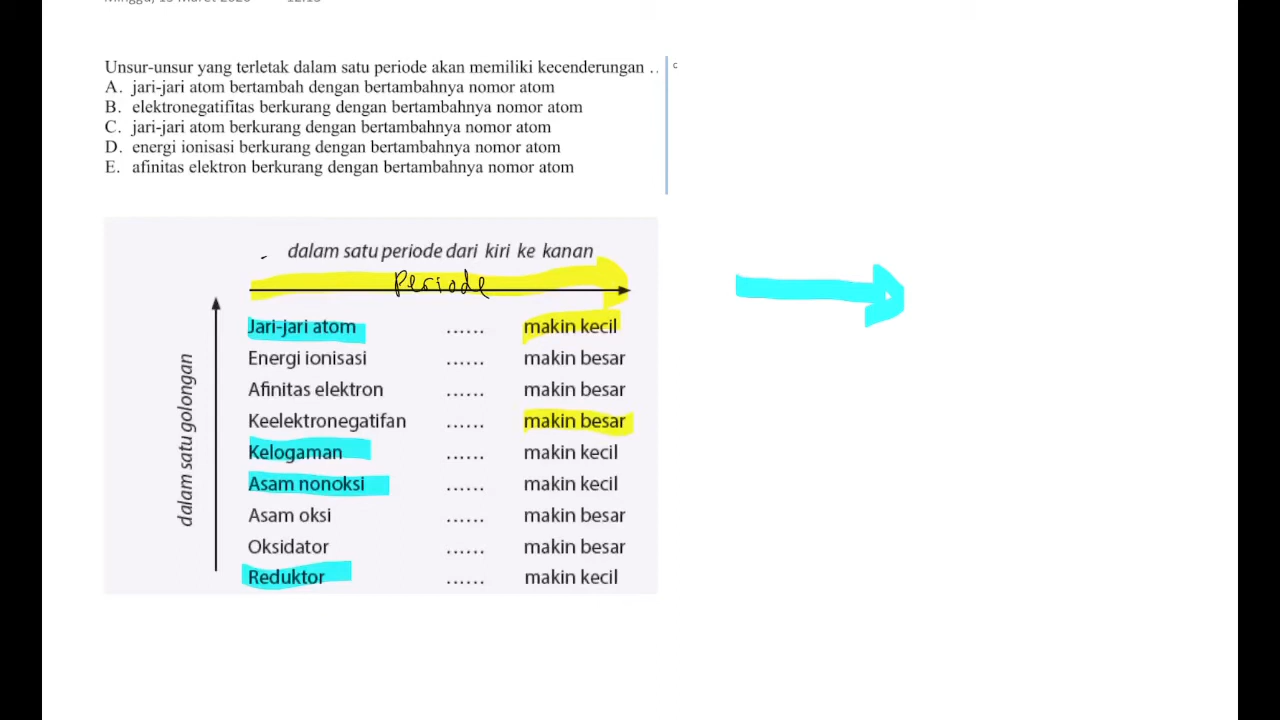 Unsur-unsur yang terletak dalam satu periode akan memiliki kecenderungan ..
c
A. jari-jari atom bertambah dengan bertambahnya nomor atom
B. elektronegatifitas berkurang dengan bertambahnya nomor atom
C. jari-jari atom berkurang dengan bertambahnya nomor atom
D. energi ionisasi berkurang dengan bertambahnya nomor atom
E. afinitas elektron berkurang dengan bertambahnya nomor atom
dalam satu periode dari kiri ke kanan
Periode
dalam satu golongan
Jari-jari atom ...... makin kecil
Energi ionisasi ...... makin besar
Afinitas elektron ...... makin besar
Keelektronegatifan ...... makin besar
Kelogaman ...... makin kecil
Asam nonoksi ...... makin kecil
Asam oksi ...... makin besar
Oksidator ...... makin besar
Reduktor ...... makin kecil